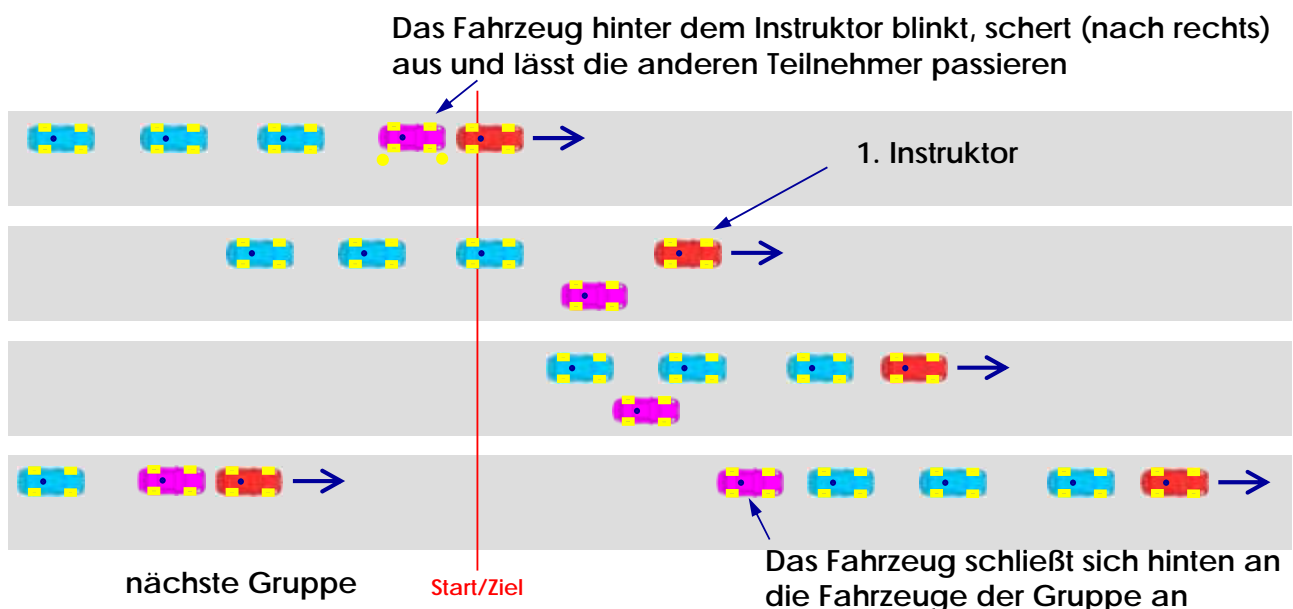 Das Fahrzeug hinter dem Instruktor blinkt, schert (nach rechts)
aus und lässt die anderen Teilnehmer passieren
1. Instruktor
nächste Gruppe
Start/Ziel
Das Fahrzeug schließt sich hinten an
die Fahrzeuge der Gruppe an